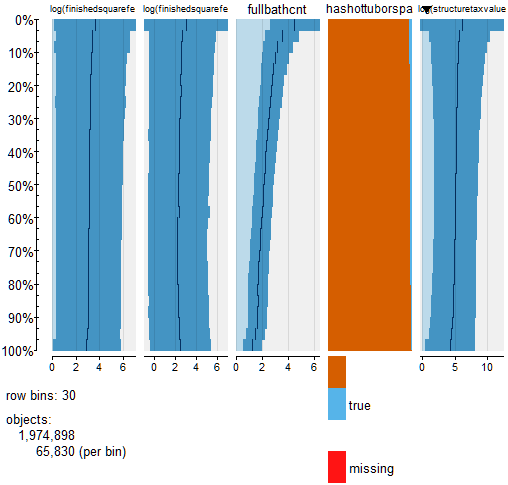 log(finishedsquarefe log(finishedsquarefe fullbathcnt hashottuborspa log(structuretaxvalue
0%
10%
20%
30%
40%
50%
60%
70%
80%
90%
100%
0 2 4 6 0 2 4 6 0 2 4 6 0 5 10
row bins: 30
objects:
1,974,898
65,830 (per bin)
true
missing